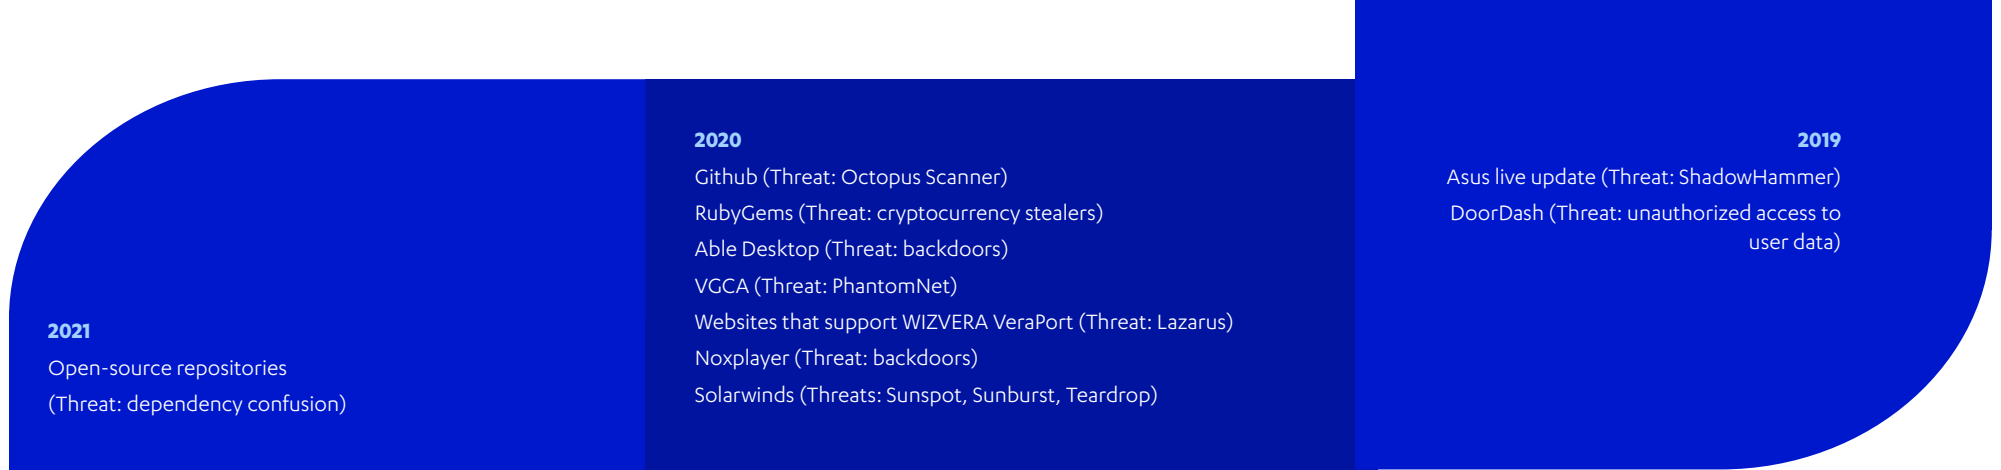 2021
Open-source repositories
(Threat: dependency confusion)
2020
Github (Threat: Octopus Scanner)
RubyGems (Threat: cryptocurrency stealers)
Able Desktop (Threat: backdoors)
VGCA (Threat: PhantomNet)
Websites that support WIZVERA VeraPort (Threat: Lazarus)
Noxplayer (Threat: backdoors)
Solarwinds (Threats: Sunspot, Sunburst, Teardrop)
2019
Asus live update (Threat: ShadowHammer)
DoorDash (Threat: unauthorized access to
user data)